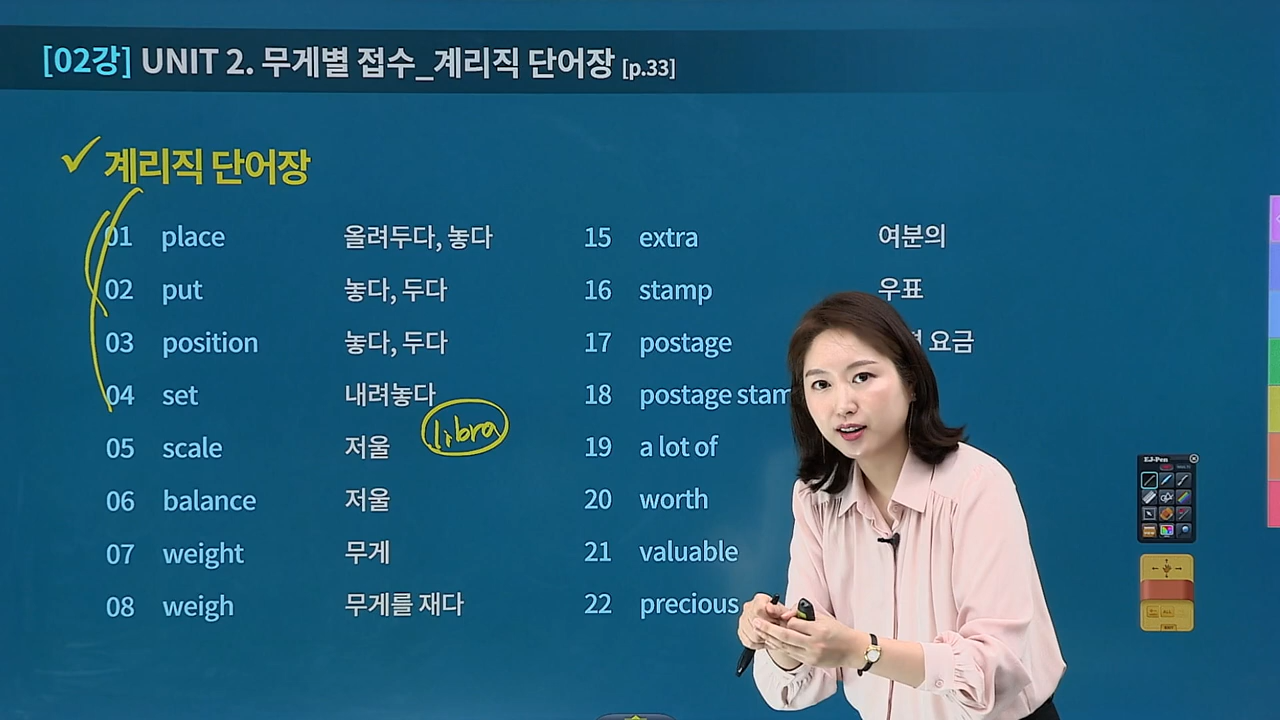 [02강] UNIT 2. 무게별 접수_계리직 단어장 [p.33]
계리직 단어장
01 place 올려두다, 놓다
02 put 놓다, 두다
03 position 놓다, 두다
04 set 내려놓다
libra
05 scale 저울
06 balance 저울
07 weight 무게
08 weigh 무게를 재다
15 extra 여분의
16 stamp 우표
17 postage 요금
18 postage
19 a lot of
20 worth
21 valuable
22 precious
EJ-Pen